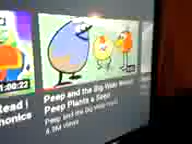 1:00:22
Read i
Phonics
Peep and the Big Wide World:
Peep Plants a Seed
Peep and the big wide world
views